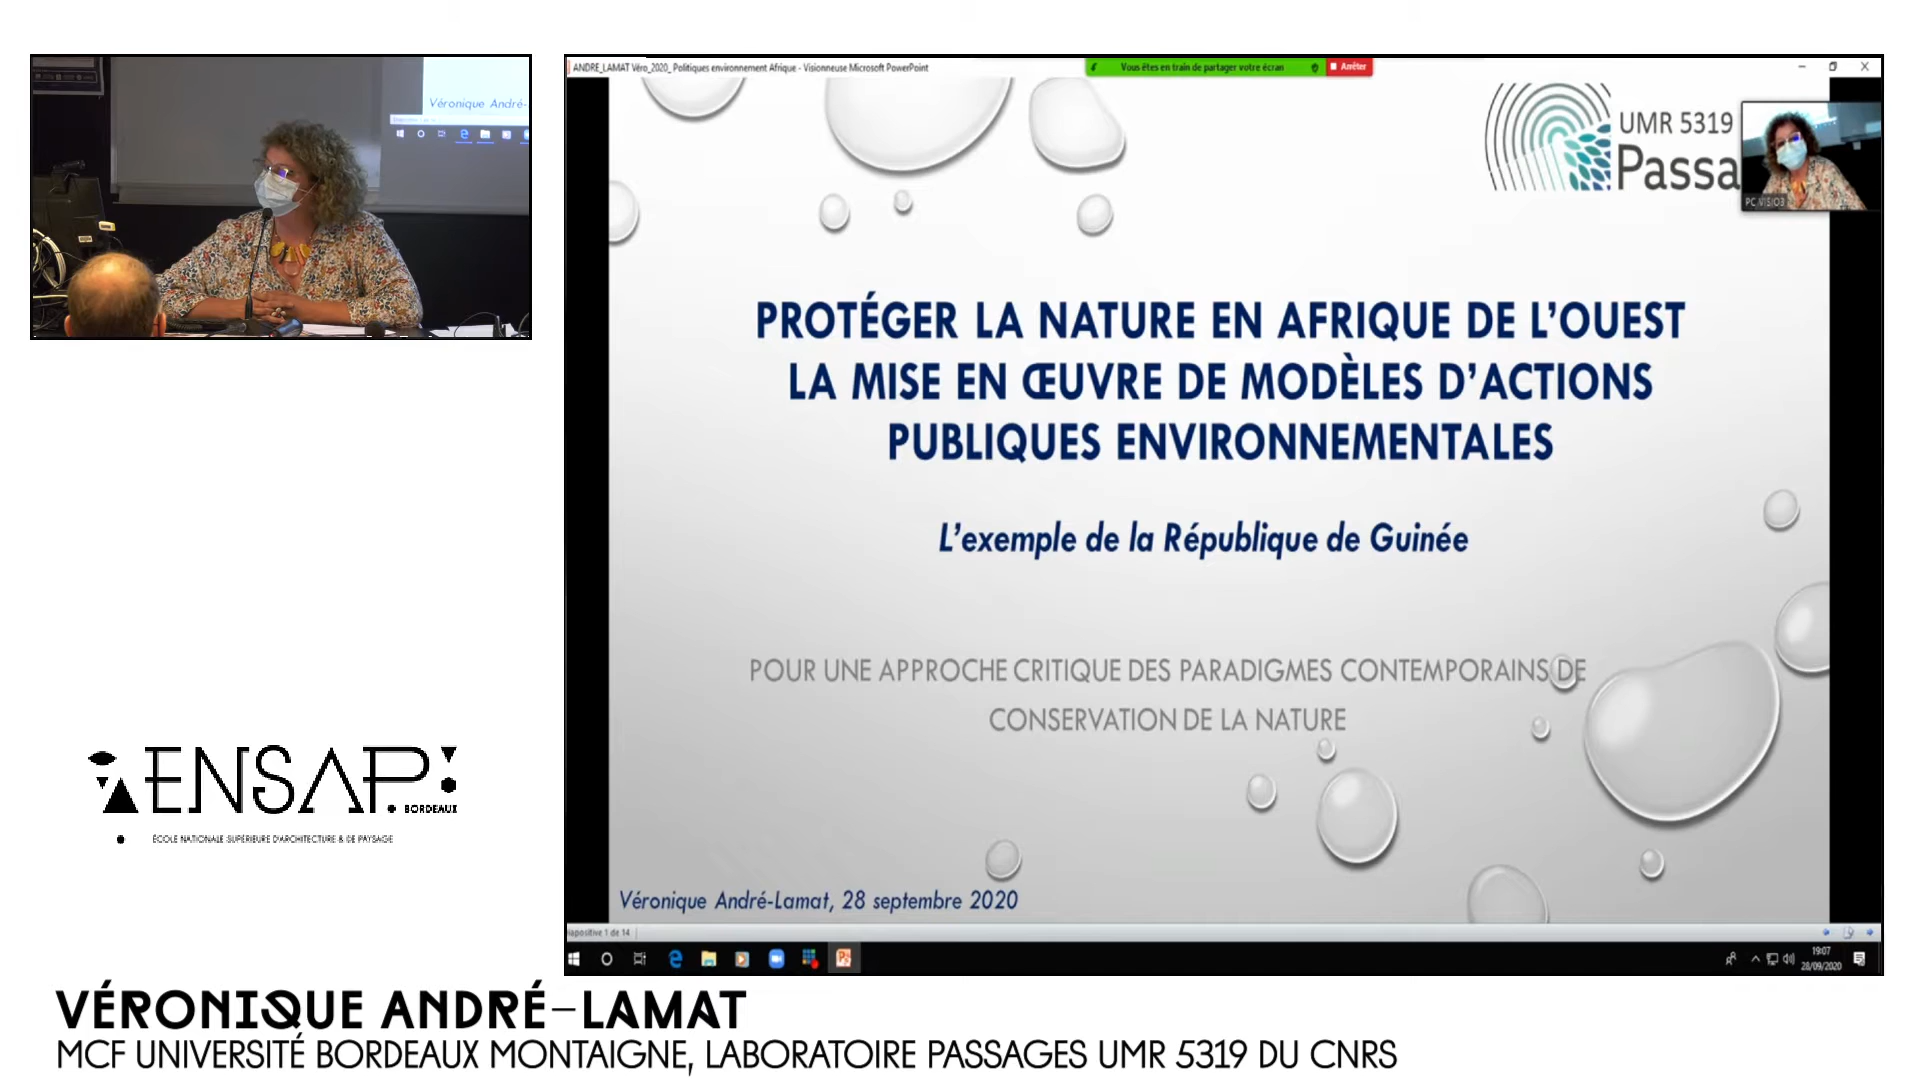 Véronique André-
ANDRE_LAMAT Véro_2020_ Politiques environnement Afrique - Visionneuse Microsoft PowerPoint
Vous êtes en train de partager votre écran
Arrêter
UMR 5319
Passa
PC VISIO3
PROTÉGER LA NATURE EN AFRIQUE DE L’OUEST
LA MISE EN ŒUVRE DE MODÈLES D’ACTIONS
PUBLIQUES ENVIRONNEMENTALES
L’exemple de la République de Guinée
POUR UNE APPROCHE CRITIQUE DES PARADIGMES CONTEMPORAINS DE
CONSERVATION DE LA NATURE
Véronique André-Lamat, 28 septembre 2020
iapositive 1 de 14
19:07
28/09/2020
ENSAP
BORDEAUX
ÉCOLE NATIONALE SUPÉRIEURE D'ARCHITECTURE & DE PAYSAGE
VÉRONIQUE ANDRÉ-LAMAT
MCF UNIVERSITÉ BORDEAUX MONTAIGNE, LABORATOIRE PASSAGES UMR 5319 DU CNRS